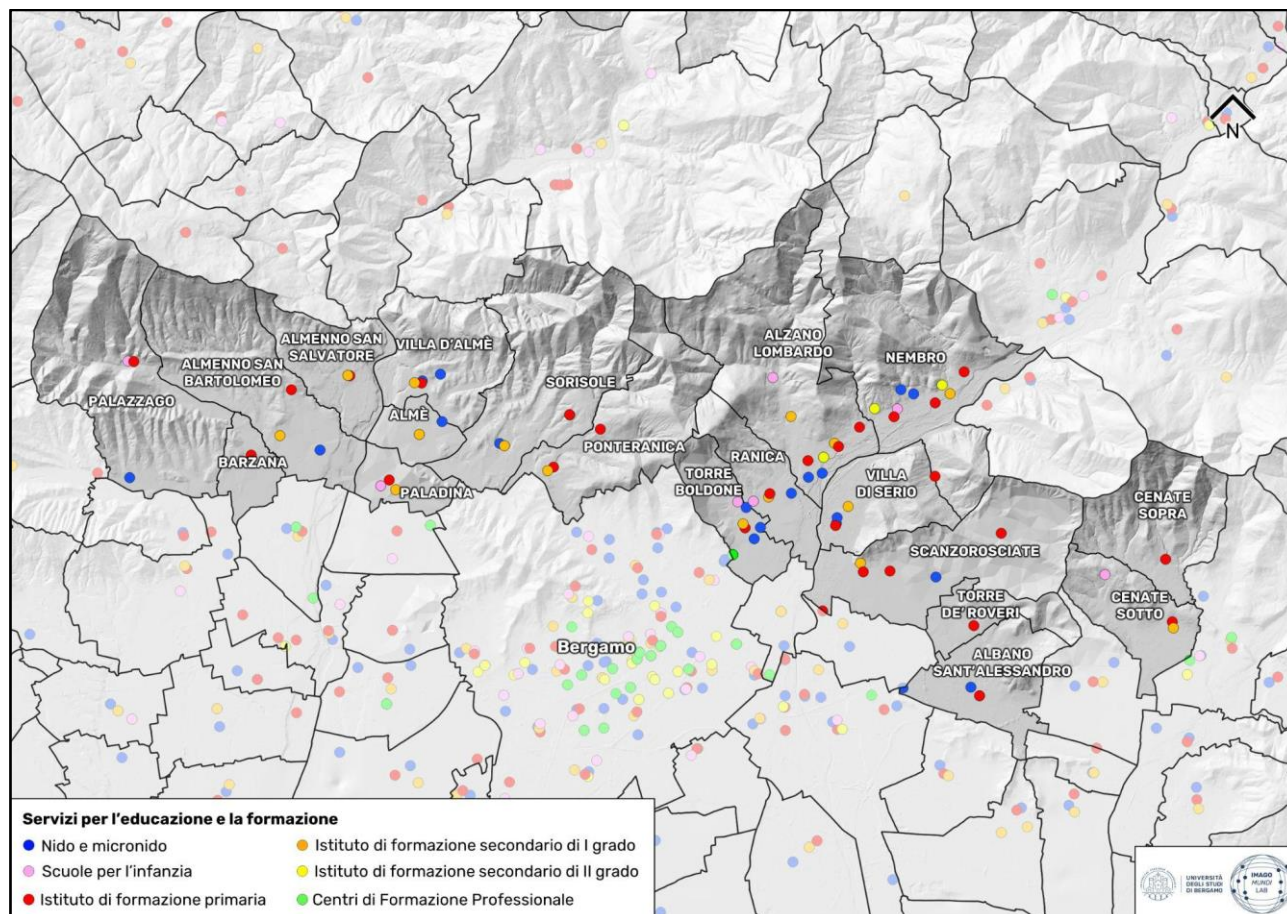 N
ALMENNO SAN
SALVATORE
VILLA D'ALMÈ
ALZANO
LOMBARDO
NEMBRO
ALMENNO SAN
BARTOLOMEO
SORISOLE
PALAZZAGO
ALMÈ
PONTERANICA
BARZANA
RANICA
TORRE
BOLDONE
VILLA
DI SERIO
PALADINA
CENATE
SOPRA
SCANZOROSCIATE
TORRE
DE' ROVERI
CENATE
SOTTO
Bergamo
ALBANO
SANT'ALESSANDRO
Servizi per l'educazione e la formazione
Nido e micronido
Scuole per l'infanzia
Istituto di formazione primaria
Istituto di formazione secondario di I grado
Istituto di formazione secondario di II grado
Centri di Formazione Professionale
UNIVERSITÀ
DEGLI STUDI
DI BERGAMO
IMAGO
MUNDI
LAB